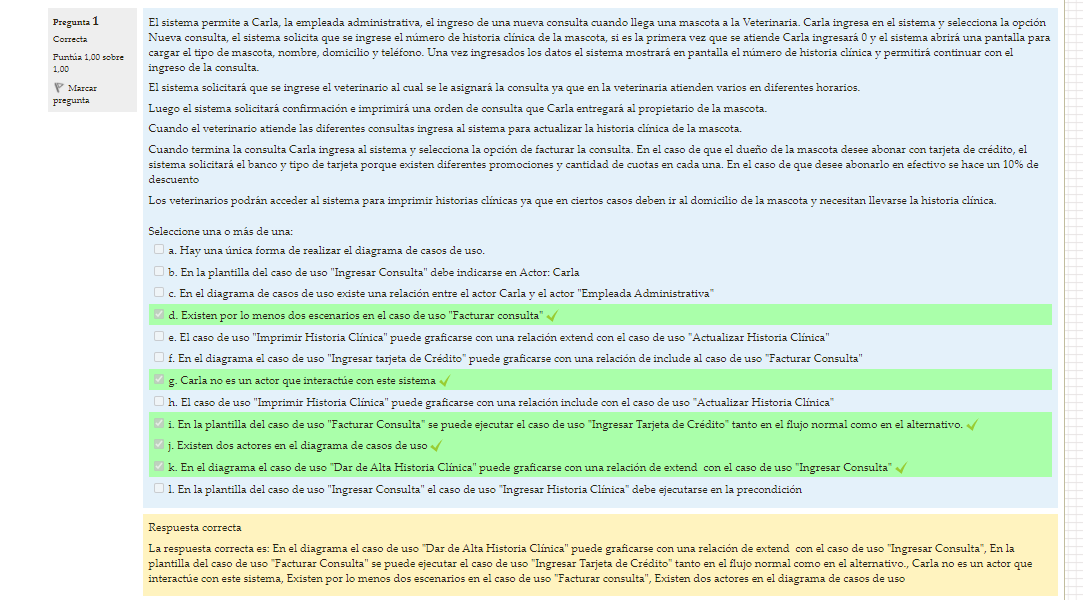 Pregunta 1
Correcta
Puntúa 1,00 sobre
1,00
Marcar
pregunta
El sistema permite a Carla, la empleada administrativa, el ingreso de una nueva consulta cuando llega una mascota a la Veterinaria. Carla ingresa en el sistema y selecciona la opción
Nueva consulta, el sistema solicita que se ingrese el número de historia clínica de la mascota, si es la primera vez que se atiende Carla ingresará 0 y el sistema abrirá una pantalla para
cargar el tipo de mascota, nombre, domicilio y teléfono. Una vez ingresados los datos el sistema mostrará en pantalla el número de historia clínica y permitirá continuar con el
ingreso de la consulta.
El sistema solicitará que se ingrese el veterinario al cual se le asignará la consulta ya que en la veterinaria atienden varios en diferentes horarios.
Luego el sistema solicitará confirmación e imprimirá una orden de consulta que Carla entregará al propietario de la mascota.
Cuando el veterinario atiende las diferentes consultas ingresa al sistema para actualizar la historia clínica de la mascota.
Cuando termina la consulta Carla ingresa al sistema y selecciona la opción de facturar la consulta. En el caso de que el dueño de la mascota desee abonar con tarjeta de crédito, el
sistema solicitará el banco y tipo de tarjeta porque existen diferentes promociones y cantidad de cuotas en cada una. En el caso de que desee abonarlo en efectivo se hace un 10% de
descuento
Los veterinarios podrán acceder al sistema para imprimir historias clínicas ya que en ciertos casos deben ir al domicilio de la mascota y necesitan llevarse la historia clínica.
Seleccione una o más de una:
a. Hay una única forma de realizar el diagrama de casos de uso.
b. En la plantilla del caso de uso "Ingresar Consulta" debe indicarse en Actor: Carla
c. En el diagrama de casos de uso existe una relación entre el actor Carla y el actor "Empleada Administrativa"
d. Existen por lo menos dos escenarios en el caso de uso "Facturar consulta"
e. El caso de uso "Imprimir Historia Clínica" puede graficarse con una relación extend con el caso de uso "Actualizar Historia Clínica"
f. En el diagrama el caso de uso "Ingresar tarjeta de Crédito" puede graficarse con una relación de include al caso de uso "Facturar Consulta"
g. Carla no es un actor que interactúe con este sistema
h. El caso de uso "Imprimir Historia Clínica" puede graficarse con una relación include con el caso de uso "Actualizar Historia Clínica"
i. En la plantilla del caso de uso "Facturar Consulta" se puede ejecutar el caso de uso "Ingresar Tarjeta de Crédito" tanto en el flujo normal como en el alternativo.
j. Existen dos actores en el diagrama de casos de uso
k. En el diagrama el caso de uso "Dar de Alta Historia Clínica" puede graficarse con una relación de extend con el caso de uso "Ingresar Consulta"
l. En la plantilla del caso de uso "Ingresar Consulta" el caso de uso "Ingresar Historia Clínica" debe ejecutarse en la precondición
Respuesta correcta
La respuesta correcta es: En el diagrama el caso de uso "Dar de Alta Historia Clínica" puede graficarse con una relación de extend con el caso de uso "Ingresar Consulta", En la
plantilla del caso de uso "Facturar Consulta" se puede ejecutar el caso de uso "Ingresar Tarjeta de Crédito" tanto en el flujo normal como en el alternativo., Carla no es un actor que
interactúe con este sistema, Existen por lo menos dos escenarios en el caso de uso "Facturar consulta", Existen dos actores en el diagrama de casos de uso